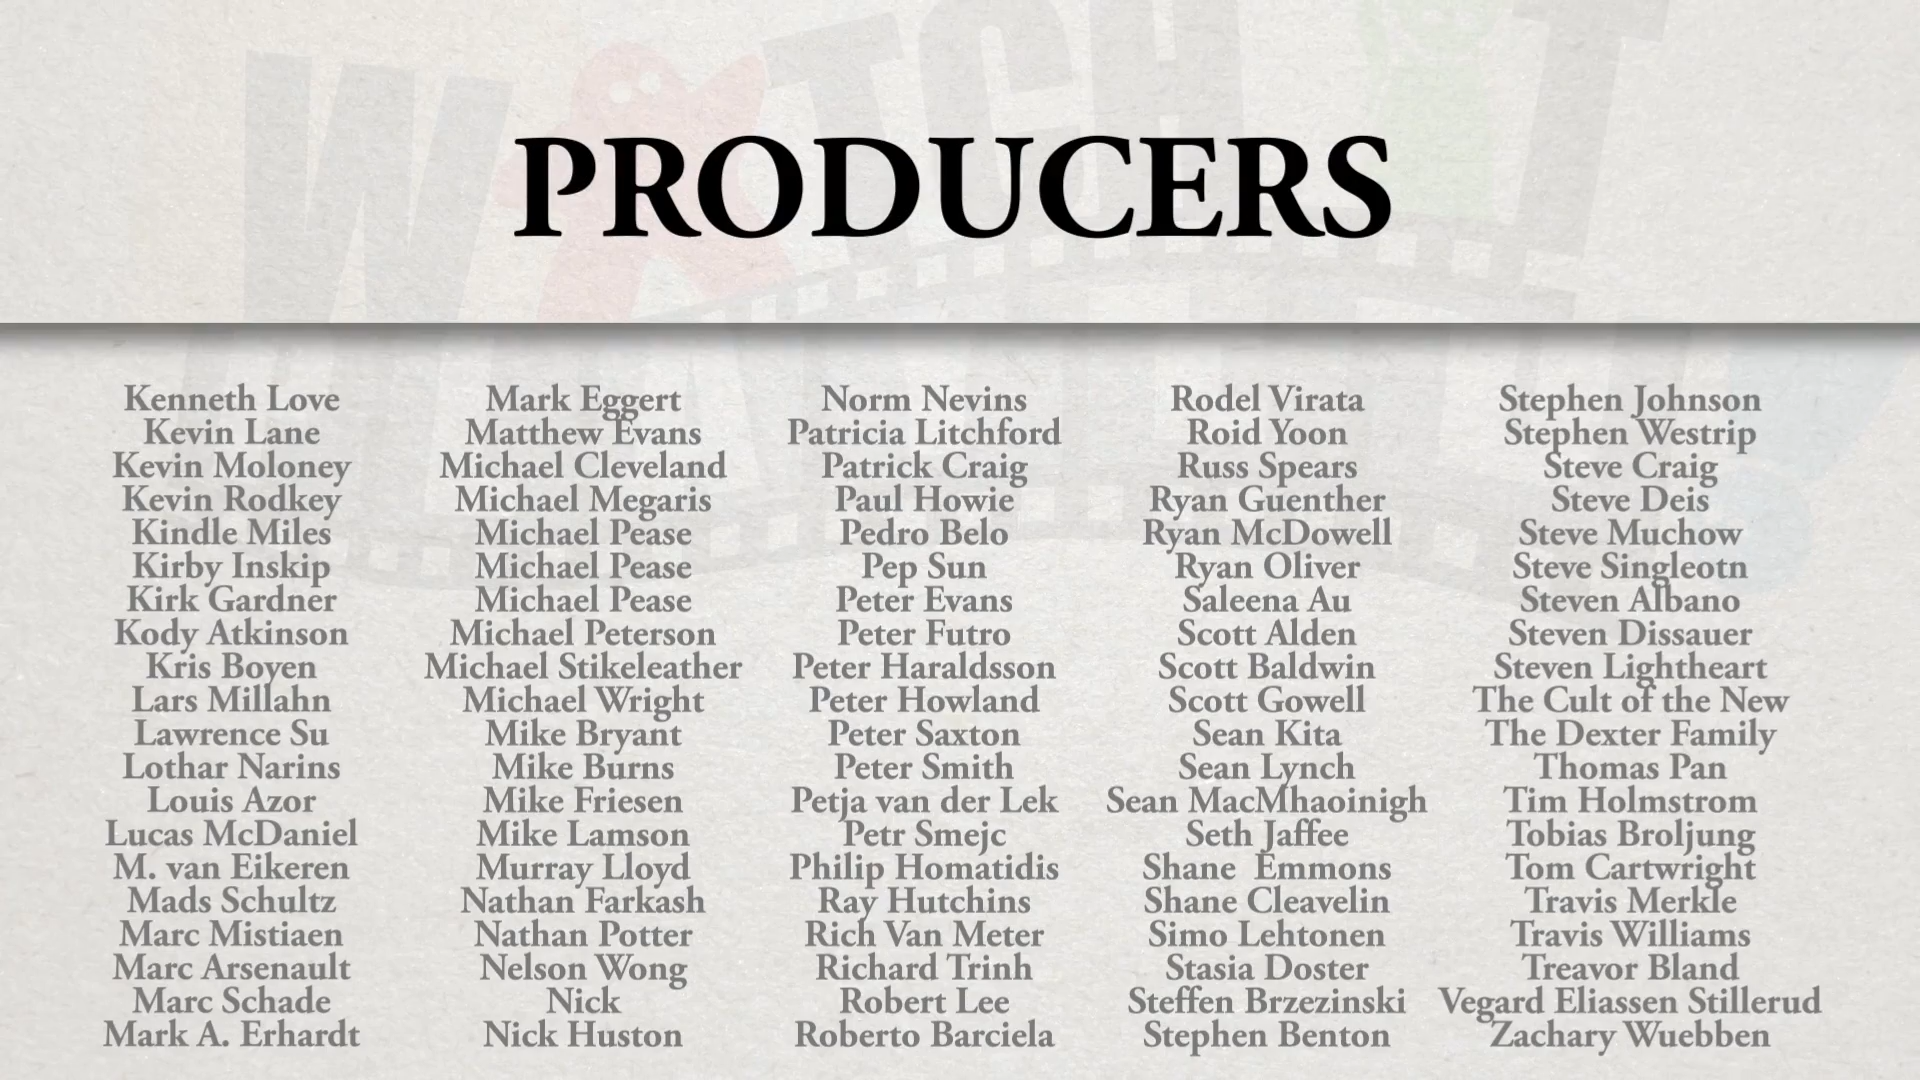 WATCH IT
PRODUCERS
Kenneth Love
Kevin Lane
Kevin Moloney
Kevin Rodkey
Kindle Miles
Kirby Inskip
Kirk Gardner
Kody Atkinson
Kris Boyen
Lars Millahn
Lawrence Su
Lothar Narins
Louis Azor
Lucas McDaniel
M. van Eikeren
Mads Schultz
Marc Mistiaen
Marc Arsenault
Marc Schade
Mark A. Erhardt
Mark Eggert
Matthew Evans
Michael Cleveland
Michael Megaris
Michael Pease
Michael Pease
Michael Pease
Michael Peterson
Michael Stikeleather
Michael Wright
Mike Bryant
Mike Burns
Mike Friesen
Mike Lamson
Murray Lloyd
Nathan Farkash
Nathan Potter
Nelson Wong
Nick
Nick Huston
Norm Nevins
Patricia Litchford
Patrick Craig
Paul Howie
Pedro Belo
Pep Sun
Peter Evans
Peter Futro
Peter Haraldsson
Peter Howland
Peter Saxton
Peter Smith
Petja van der Lek
Petr Smejc
Philip Homatidis
Ray Hutchins
Rich Van Meter
Richard Trinh
Robert Lee
Roberto Barciela
Rodel Virata
Roid Yoon
Russ Spears
Ryan Guenther
Ryan McDowell
Ryan Oliver
Saleena Au
Scott Alden
Scott Baldwin
Scott Gowell
Sean Kita
Sean Lynch
Sean MacMhaoinigh
Seth Jaffee
Shane  Emmons
Shane Cleavelin
Simo Lehtonen
Stasia Doster
Steffen Brzezinski
Stephen Benton
Stephen Johnson
Stephen Westrip
Steve Craig
Steve Deis
Steve Muchow
Steve Singleotn
Steven Albano
Steven Dissauer
Steven Lightheart
The Cult of the New
The Dexter Family
Thomas Pan
Tim Holmstrom
Tobias Broljung
Tom Cartwright
Travis Merkle
Travis Williams
Treavor Bland
Vegard Eliassen Stillerud
Zachary Wuebben